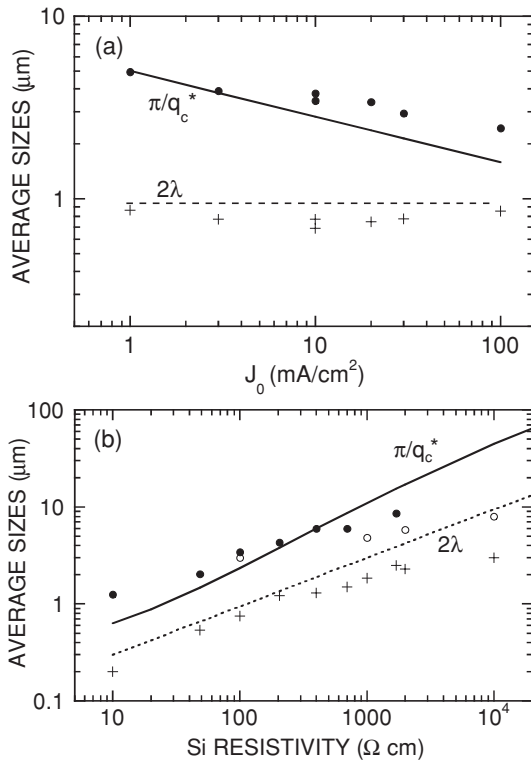 10
(a)
π/q_c^*
2λ
1
AVERAGE SIZES (μm)
1 10 100
J_0 (mA/cm^2)
100
(b)
π/q_c^*
10
2λ
1
0.1
AVERAGE SIZES (μm)
10 100 1000 10^4
Si RESISTIVITY (Ω cm)